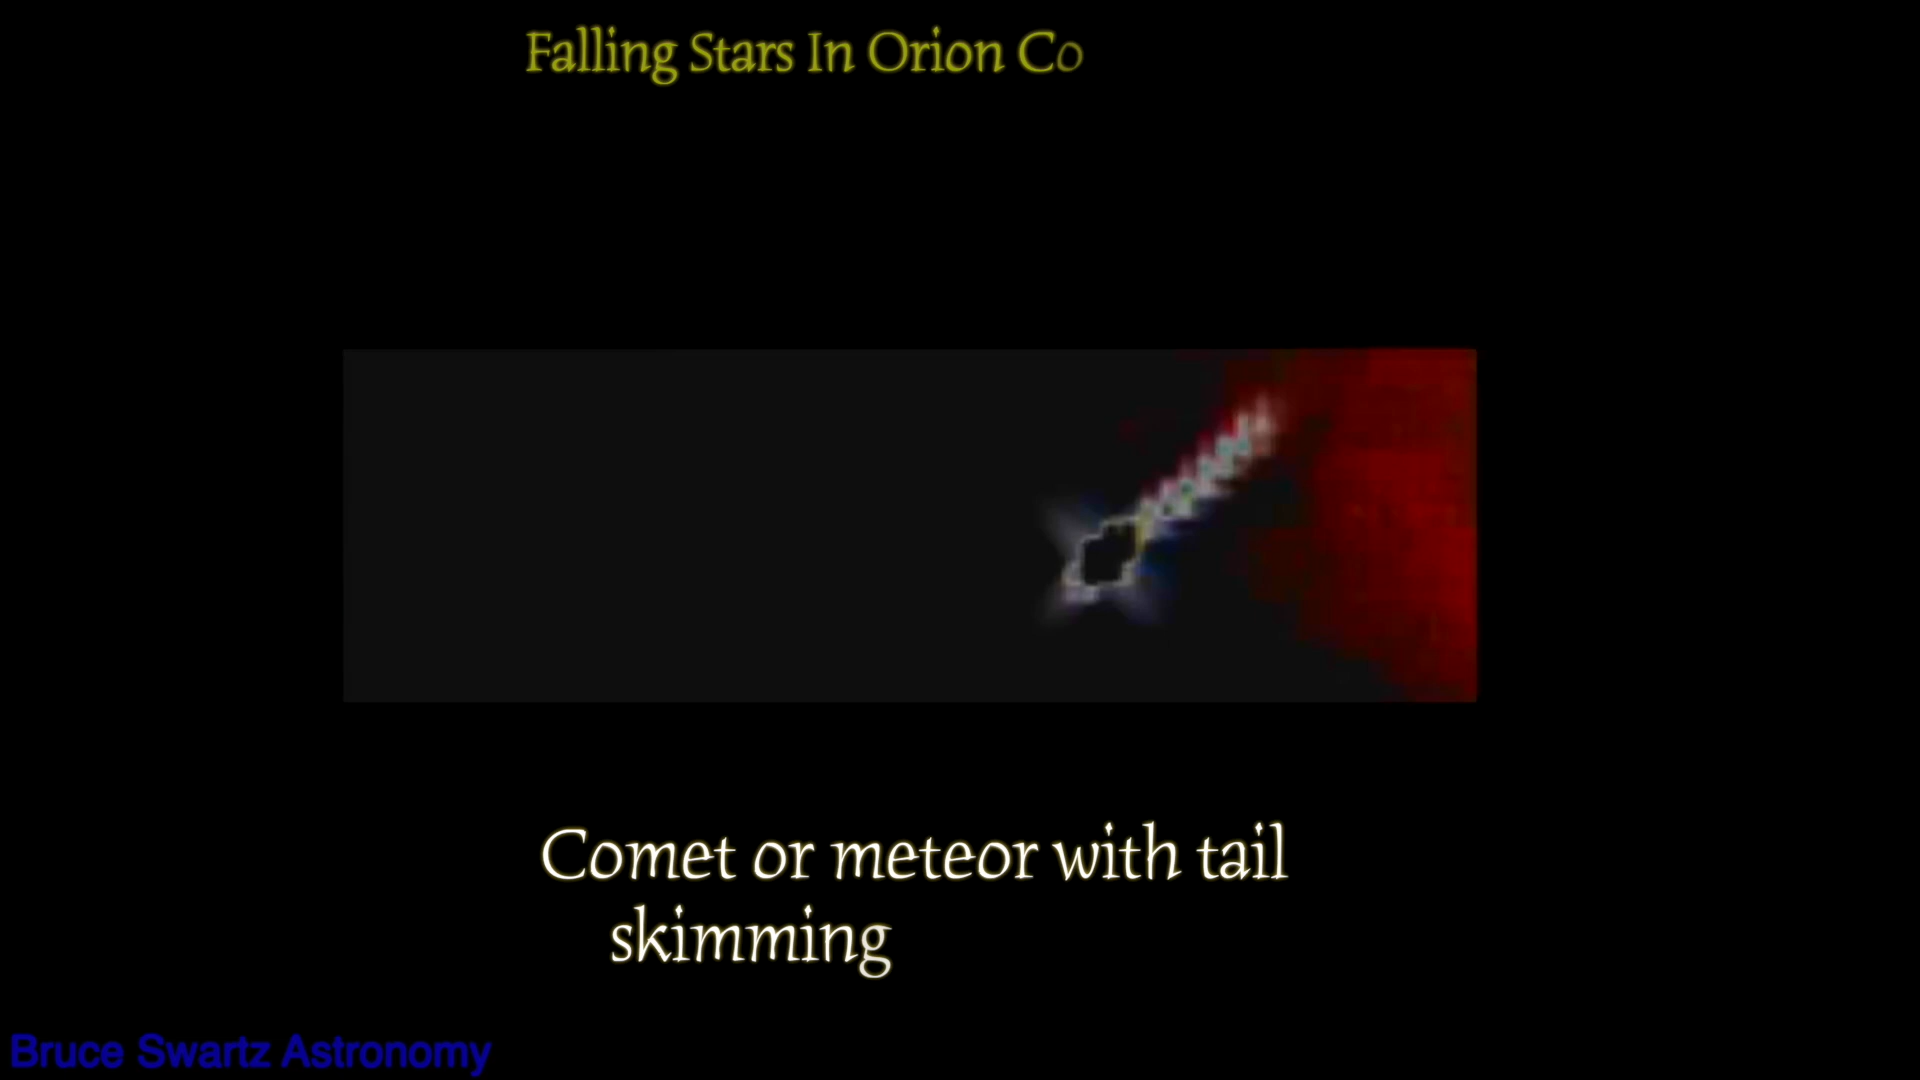 Falling Stars In Orion Co
Comet or meteor with tail
skimming
Bruce Swartz Astronomy